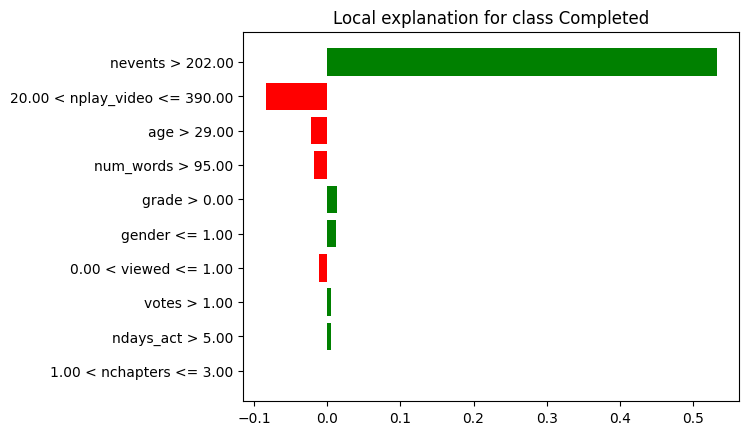 Local explanation for class Completed
nevents > 202.00
20.00 < nplay_video <= 390.00
age > 29.00
num_words > 95.00
grade > 0.00
gender <= 1.00
0.00 < viewed <= 1.00
votes > 1.00
ndays_act > 5.00
1.00 < nchapters <= 3.00
−0.1 0.0 0.1 0.2 0.3 0.4 0.5